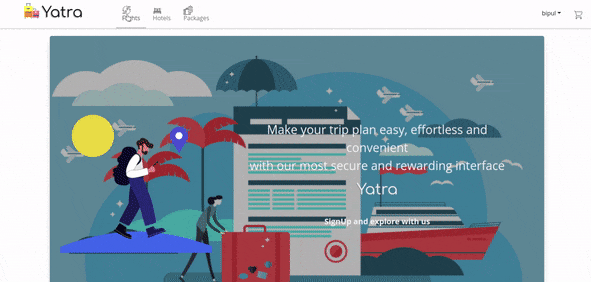 Yatra
Flights
Hotels
Packages
bipul
Make your trip plan easy, effortless and
convenient
with our most secure and rewarding interface
Yatra
SignUp and explore with us